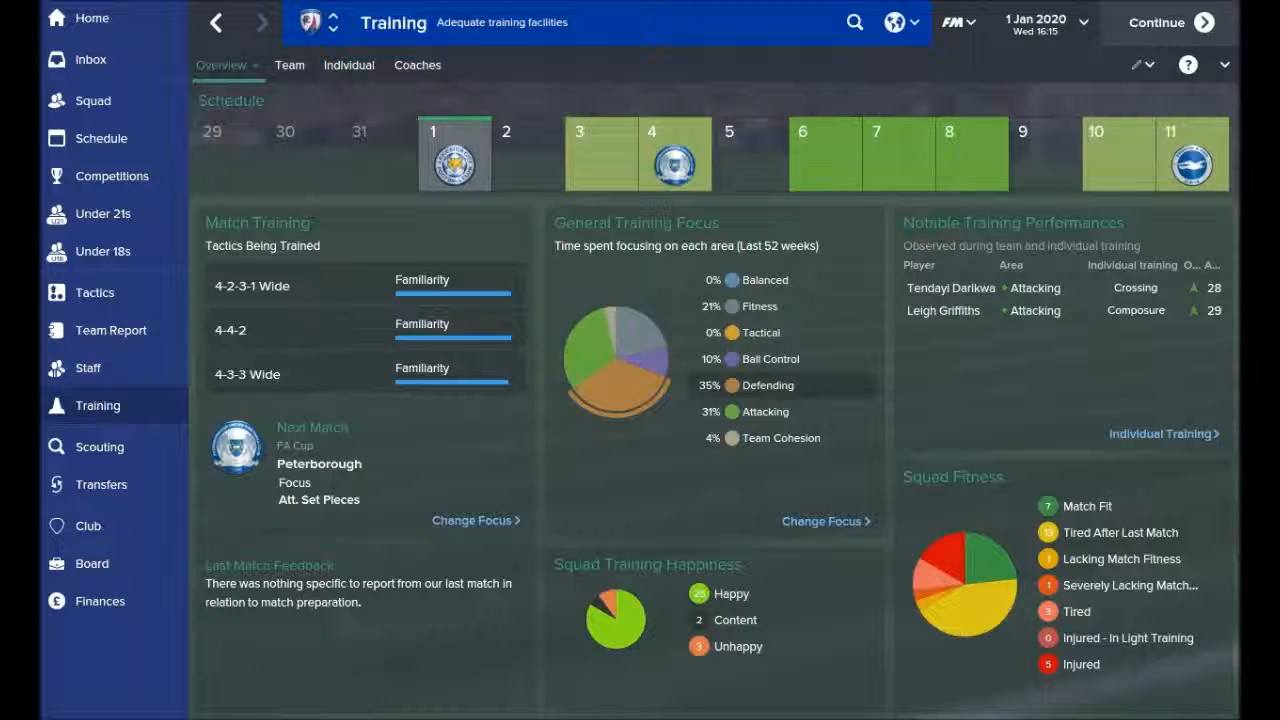 Home
Inbox
Squad
Schedule
Competitions
Under 21s
Under 18s
Tactics
Team Report
Staff
Training
Scouting
Transfers
Club
Board
Finances
Training Adequate training facilities
FM
1 Jan 2020
Wed 16:15
Continue
Overview Team Individual Coaches
?
Schedule
29 30 31 1 2 3 4 5 6 7 8 9 10 11
Match Training
Tactics Being Trained
4-2-3-1 Wide Familiarity
4-4-2 Familiarity
4-3-3 Wide Familiarity
Next Match
FA Cup
Peterborough
Focus
Att. Set Pieces
Change Focus >
Last Match Feedback
There was nothing specific to report from our last match in
relation to match preparation.
General Training Focus
Time spent focusing on each area (Last 52 weeks)
0% Balanced
21% Fitness
0% Tactical
10% Ball Control
35% Defending
31% Attacking
4% Team Cohesion
Change Focus >
Squad Training Happiness
25 Happy
2 Content
3 Unhappy
Notable Training Performances
Observed during team and individual training
Player Area Individual training O... A...
Tendayi Darikwa Attacking Crossing 28
Leigh Griffiths Attacking Composure 29
Individual Training >
Squad Fitness
7 Match Fit
13 Tired After Last Match
1 Lacking Match Fitness
1 Severely Lacking Match...
3 Tired
0 Injured - In Light Training
5 Injured